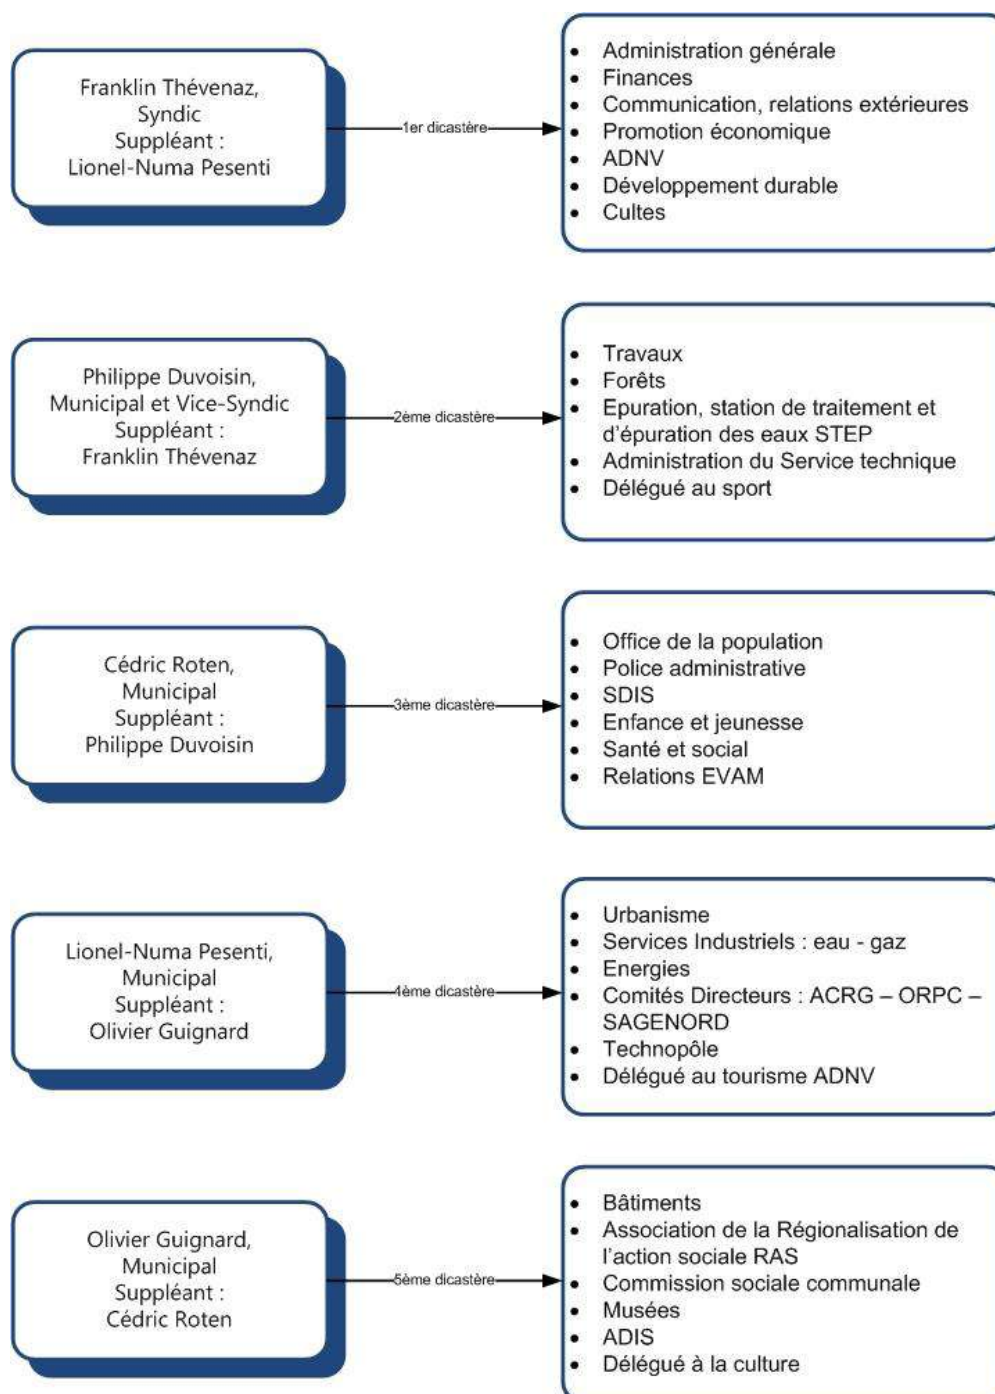 Franklin Thévenaz,
Syndic
Suppléant :
Lionel-Numa Pesenti
1er dicastère
• Administration générale
• Finances
• Communication, relations extérieures
• Promotion économique
• ADNV
• Développement durable
• Cultes
Philippe Duvoisin,
Municipal et Vice-Syndic
Suppléant :
Franklin Thévenaz
2ème dicastère
• Travaux
• Forêts
• Epuration, station de traitement et
d'épuration des eaux STEP
• Administration du Service technique
• Délégué au sport
Cédric Roten,
Municipal
Suppléant :
Philippe Duvoisin
3ème dicastère
• Office de la population
• Police administrative
• SDIS
• Enfance et jeunesse
• Santé et social
• Relations EVAM
Lionel-Numa Pesenti,
Municipal
Suppléant :
Olivier Guignard
4ème dicastère
• Urbanisme
• Services Industriels : eau - gaz
• Energies
• Comités Directeurs : ACRG – ORPC –
SAGENORD
• Technopôle
• Délégué au tourisme ADNV
Olivier Guignard,
Municipal
Suppléant :
Cédric Roten
5ème dicastère
• Bâtiments
• Association de la Régionalisation de
l'action sociale RAS
• Commission sociale communale
• Musées
• ADIS
• Délégué à la culture